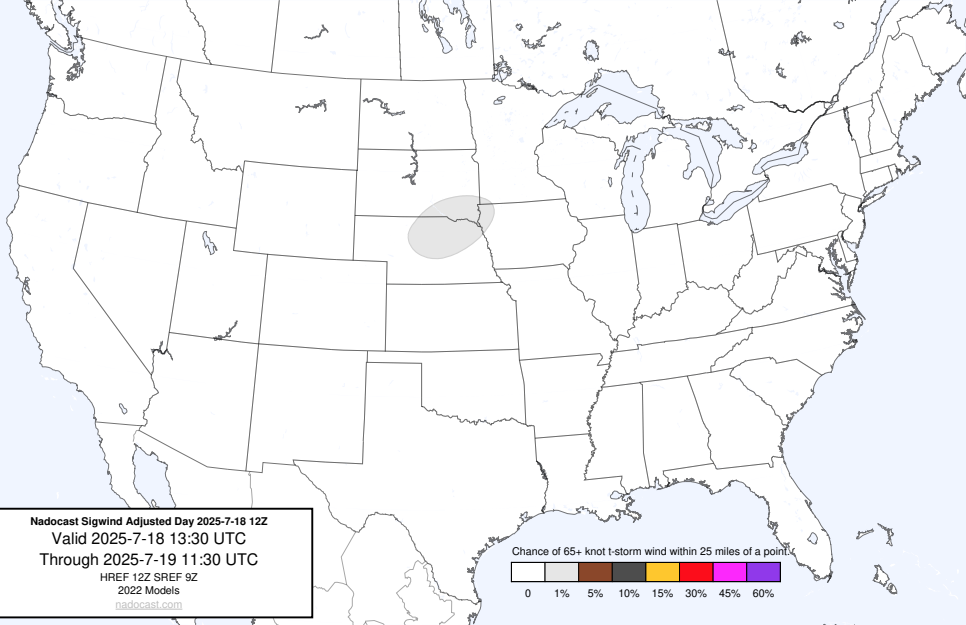 Nadocast Sigwind Adjusted Day 2025-7-18 12Z
Valid 2025-7-18 13:30 UTC
Through 2025-7-19 11:30 UTC
HREF 12Z SREF 9Z
2022 Models
nadocast.com
Chance of 65+ knot t-storm wind within 25 miles of a point.
0 1% 5% 10% 15% 30% 45% 60%